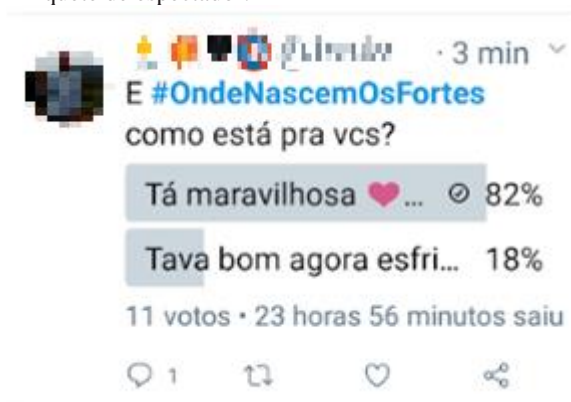 · 3 min
E #OndeNascemOsFortes
como está pra vcs?
Tá maravilhosa ❤... 82%
Tava bom agora esfri... 18%
11 votos • 23 horas 56 minutos saiu
1